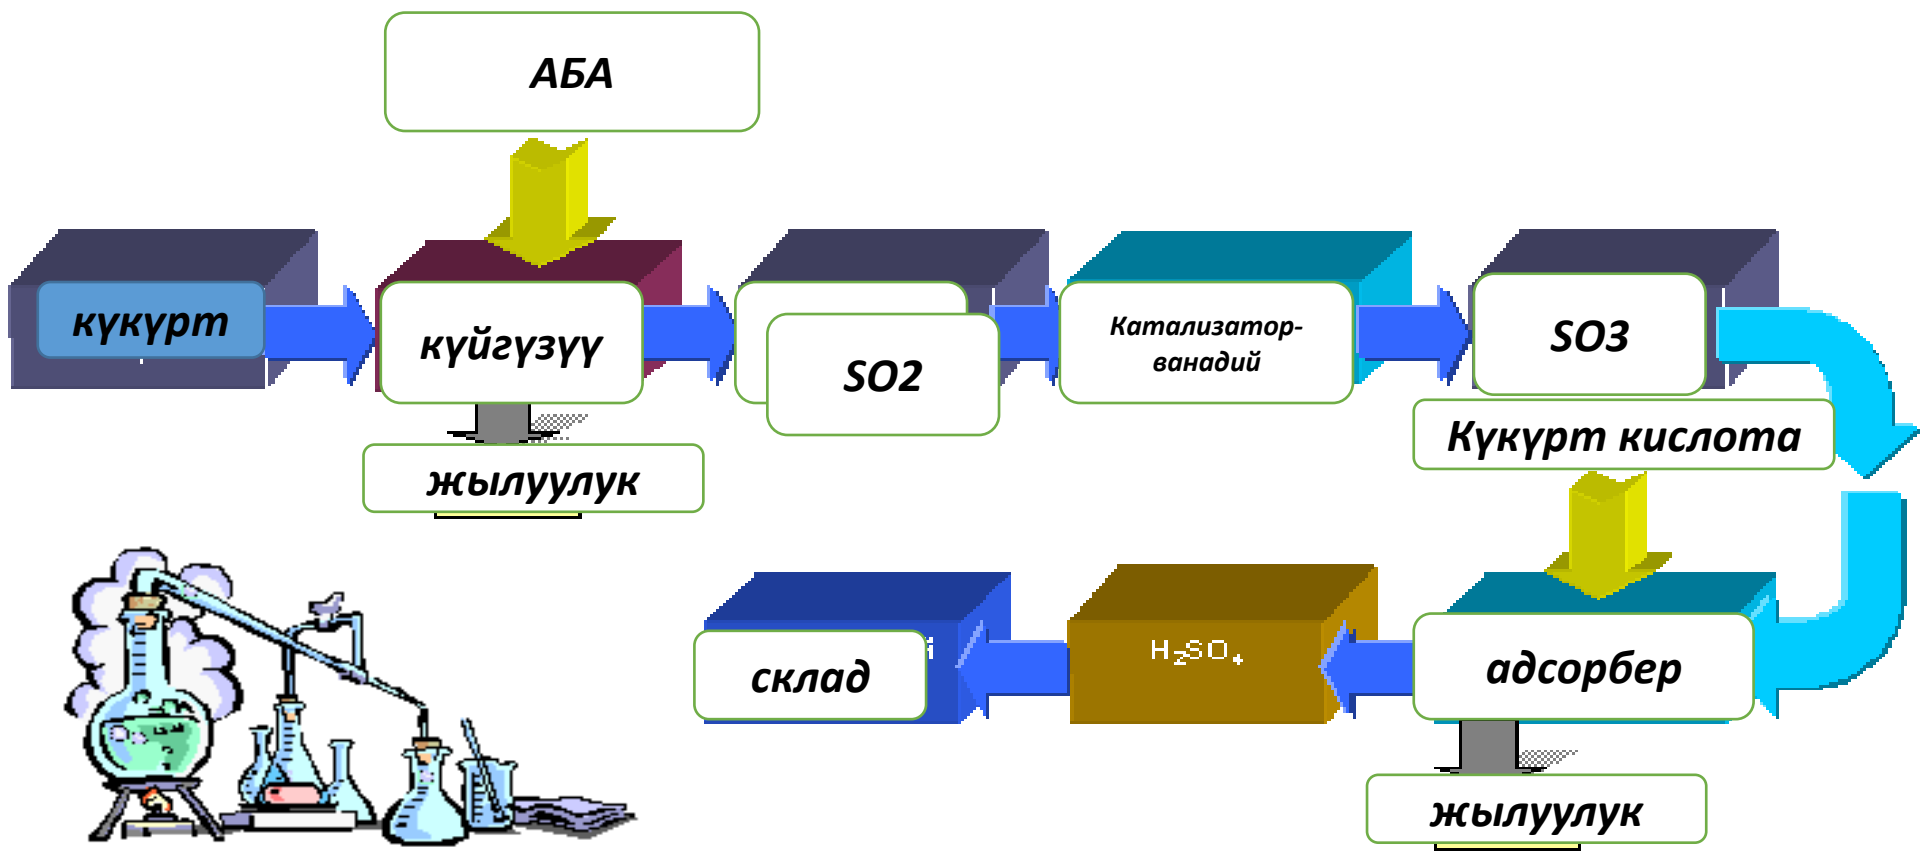 АБА
күкүрт
күйгүзүү
SO2
Катализатор-
ванадий
SO3
Күкүрт кислота
жылуулук
склад
H₂SO₄
адсорбер
жылуулук